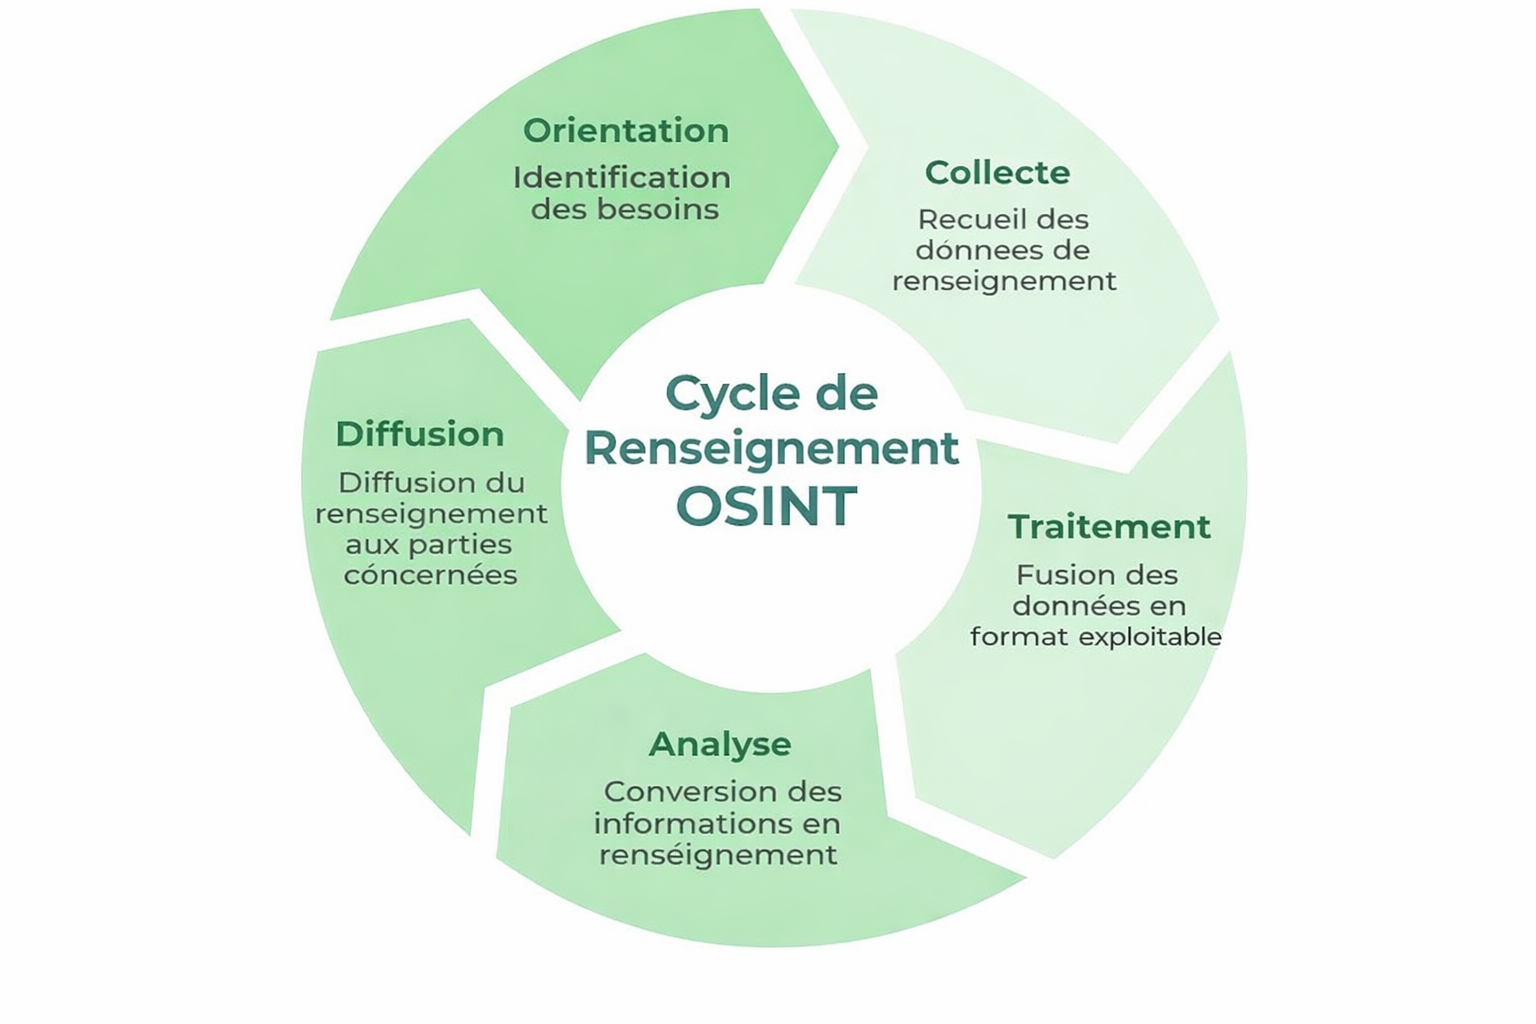 Orientation
Identification
des besoins
Collecte
Recueil des
dónnees de
renseignement
Cycle de
Renseignement
OSINT
Traitement
Fusion des
données en
format exploitable
Analyse
Conversion des
informations en
renséignement
Diffusion
Diffusion du
renseignement
aux parties
cóncernées